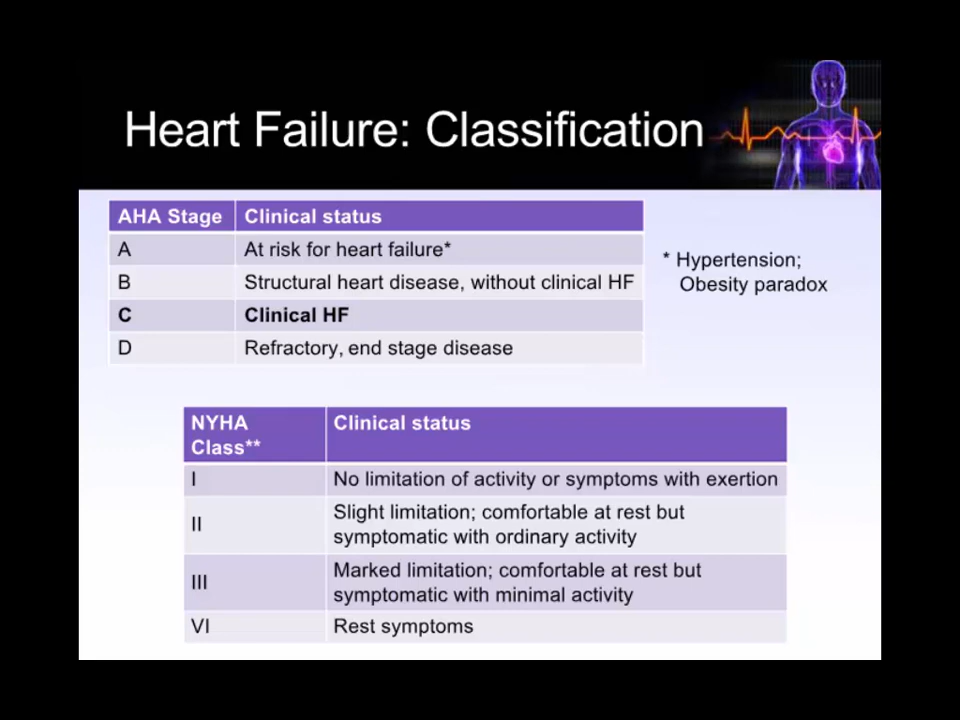 Heart Failure: Classification
AHA Stage Clinical status
A At risk for heart failure*
B Structural heart disease, without clinical HF
C Clinical HF
D Refractory, end stage disease
* Hypertension;
Obesity paradox
NYHA
Class** Clinical status
I No limitation of activity or symptoms with exertion
II Slight limitation; comfortable at rest but
symptomatic with ordinary activity
III Marked limitation; comfortable at rest but
symptomatic with minimal activity
VI Rest symptoms